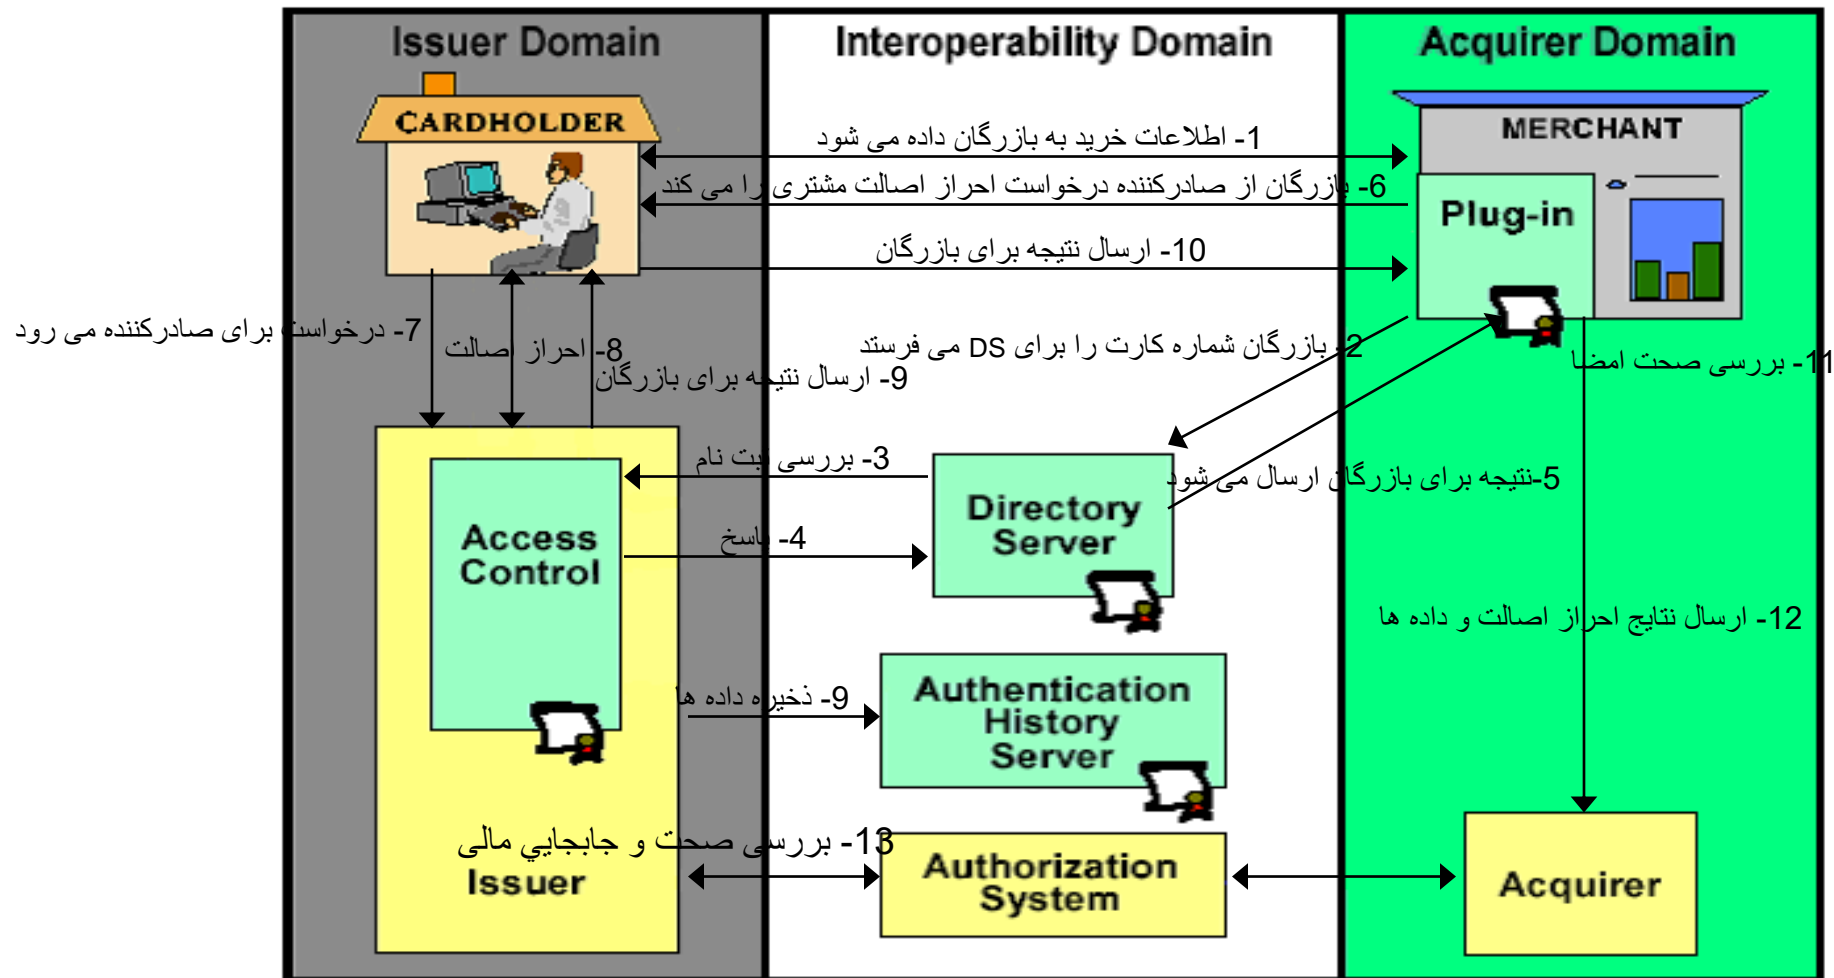 Issuer Domain
Interoperability Domain
Acquirer Domain
CARDHOLDER
MERCHANT
Plug-in
1- اطلاعات خرید به بازرگان داده می شود
6- بازرگان از صادرکننده درخواست احراز اصالت مشتری را می کند
10- ارسال نتیجه برای بازرگان
7- درخواست برای صادرکننده می رود
8- احراز اصالت
9- ارسال نتیجه برای بازرگان
2- بازرگان شماره کارت را برای DS می فرستد
11- بررسی صحت امضا
3- بررسی ثبت نام
5-نتیجه برای بازرگان ارسال می شود
4- پاسخ
Access
Control
Directory
Server
12- ارسال نتایج احراز اصالت و داده ها
9- ذخیره داده ها
Authentication
History
Server
13- بررسی صحت و جابجايي مالی
Issuer
Authorization
System
Acquirer